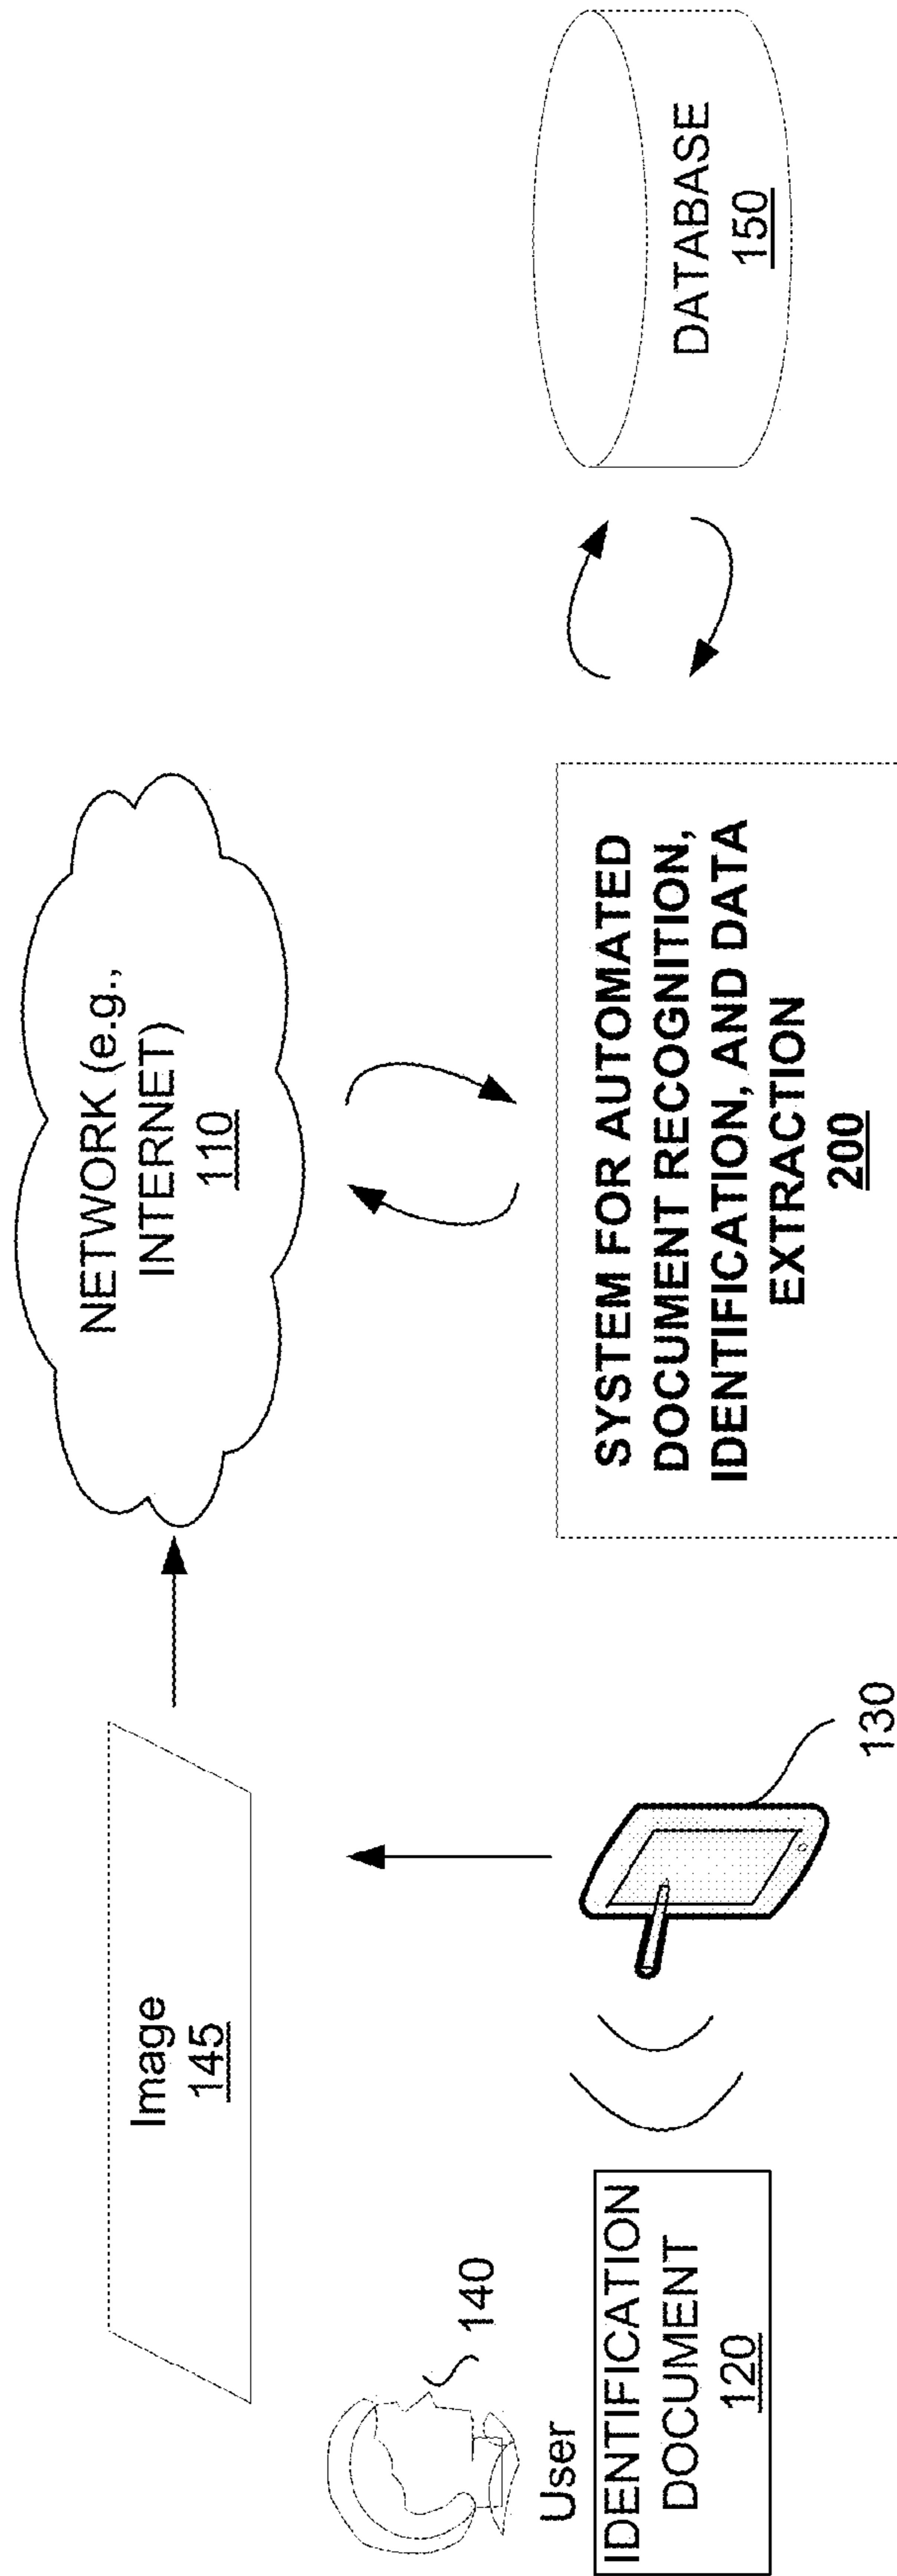 Image
145
NETWORK (e.g.,
INTERNET)
110
140
User
IDENTIFICATION
DOCUMENT
120
130
SYSTEM FOR AUTOMATED
DOCUMENT RECOGNITION,
IDENTIFICATION, AND DATA
EXTRACTION
200
DATABASE
150